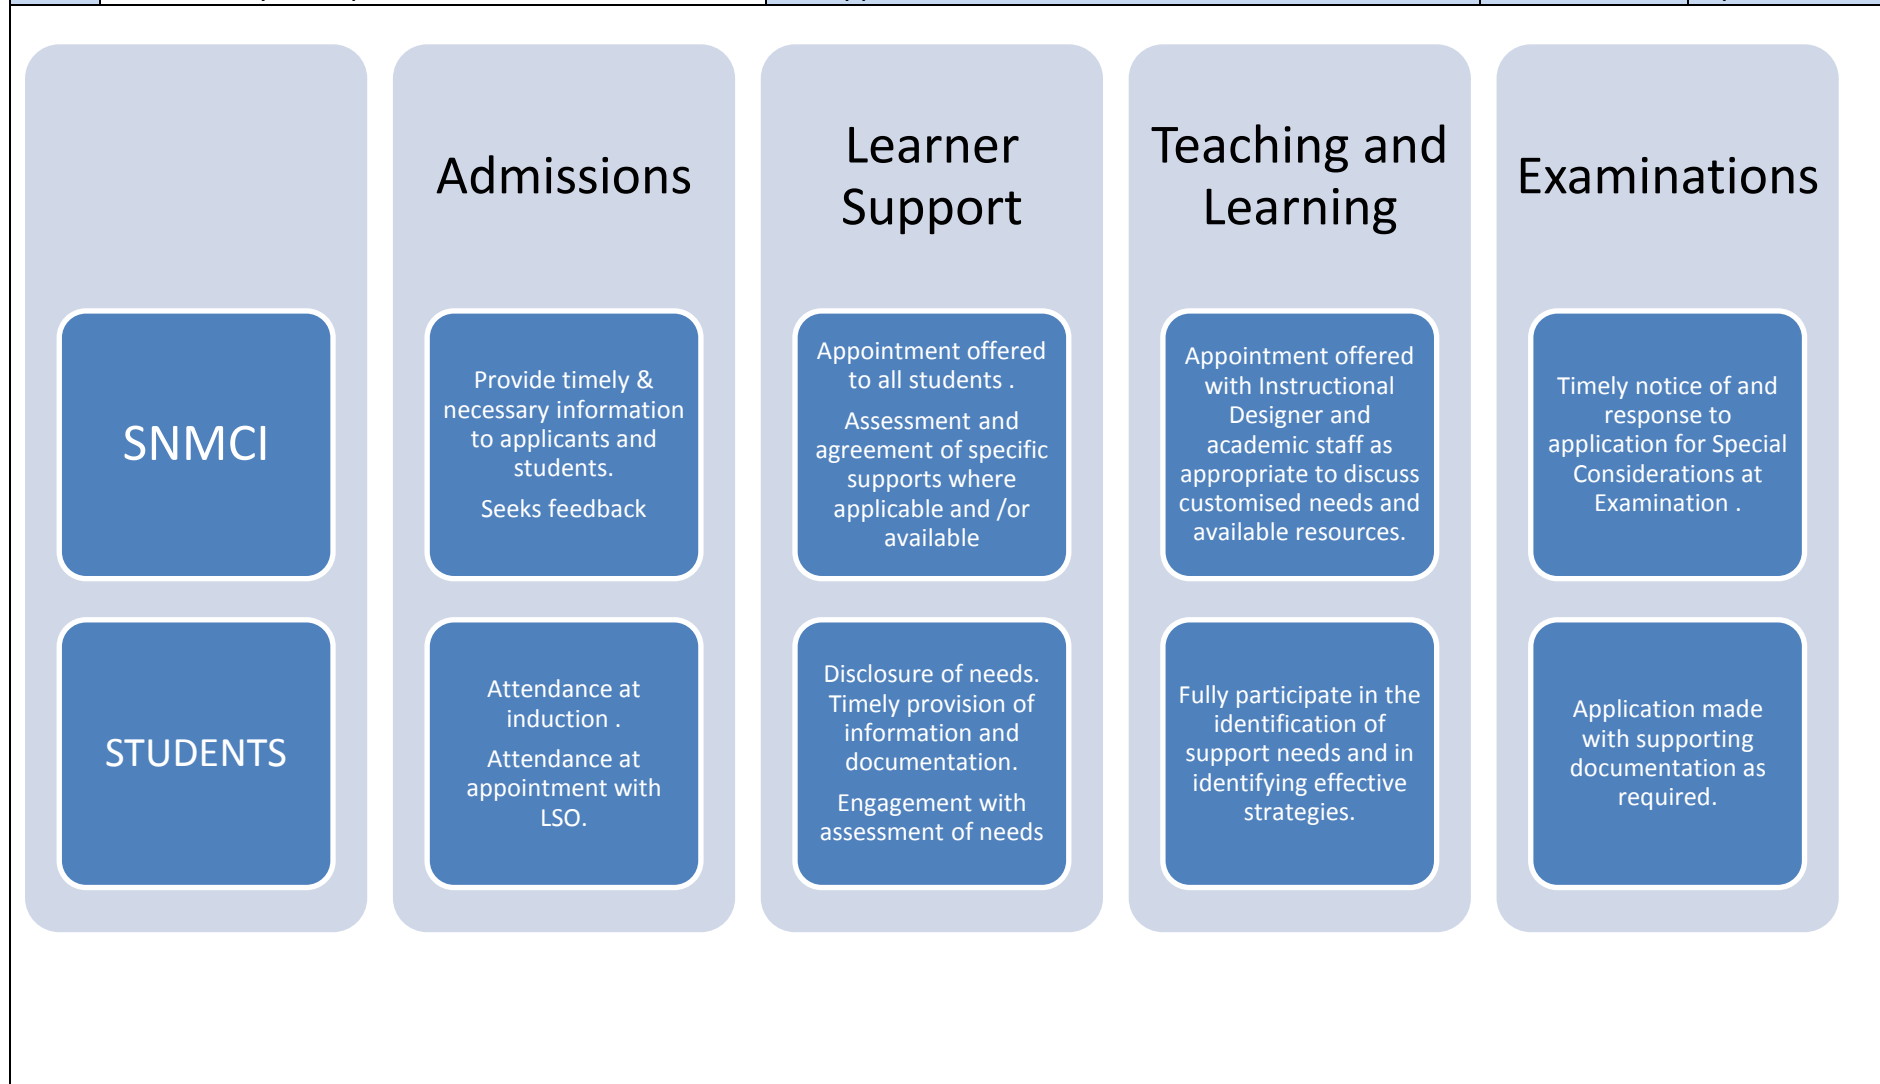 Admissions
Learner
Support
Teaching and
Learning
Examinations
SNMCI
Provide timely &
necessary information
to applicants and
students.
Seeks feedback
Appointment offered
to all students .
Assessment and
agreement of specific
supports where
applicable and /or
available
Appointment offered
with Instructional
Designer and
academic staff as
appropriate to discuss
customised needs and
available resources.
Timely notice of and
response to
application for Special
Considerations at
Examination .
STUDENTS
Attendance at
induction .
Attendance at
appointment with
LSO.
Disclosure of needs.
Timely provision of
information and
documentation.
Engagement with
assessment of needs
Fully participate in the
identification of
support needs and in
identifying effective
strategies.
Application made
with supporting
documentation as
required.